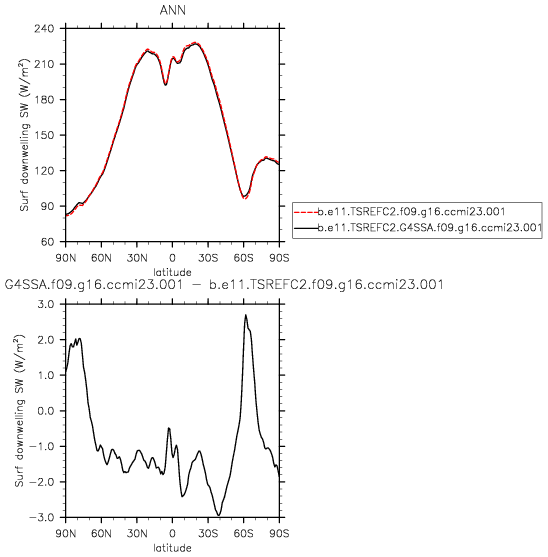 ANN
Surf downwelling SW (W/m²)
240
210
180
150
120
90
60
90N 60N 30N 0 30S 60S 90S
latitude
b.e11.TSREFC2.f09.g16.ccmi23.001
b.e11.TSREFC2.G4SSA.f09.g16.ccmi23.001
G4SSA.f09.g16.ccmi23.001 - b.e11.TSREFC2.f09.g16.ccmi23.001
Surf downwelling SW (W/m²)
3.0
2.0
1.0
0.0
-1.0
-2.0
-3.0
90N 60N 30N 0 30S 60S 90S
latitude